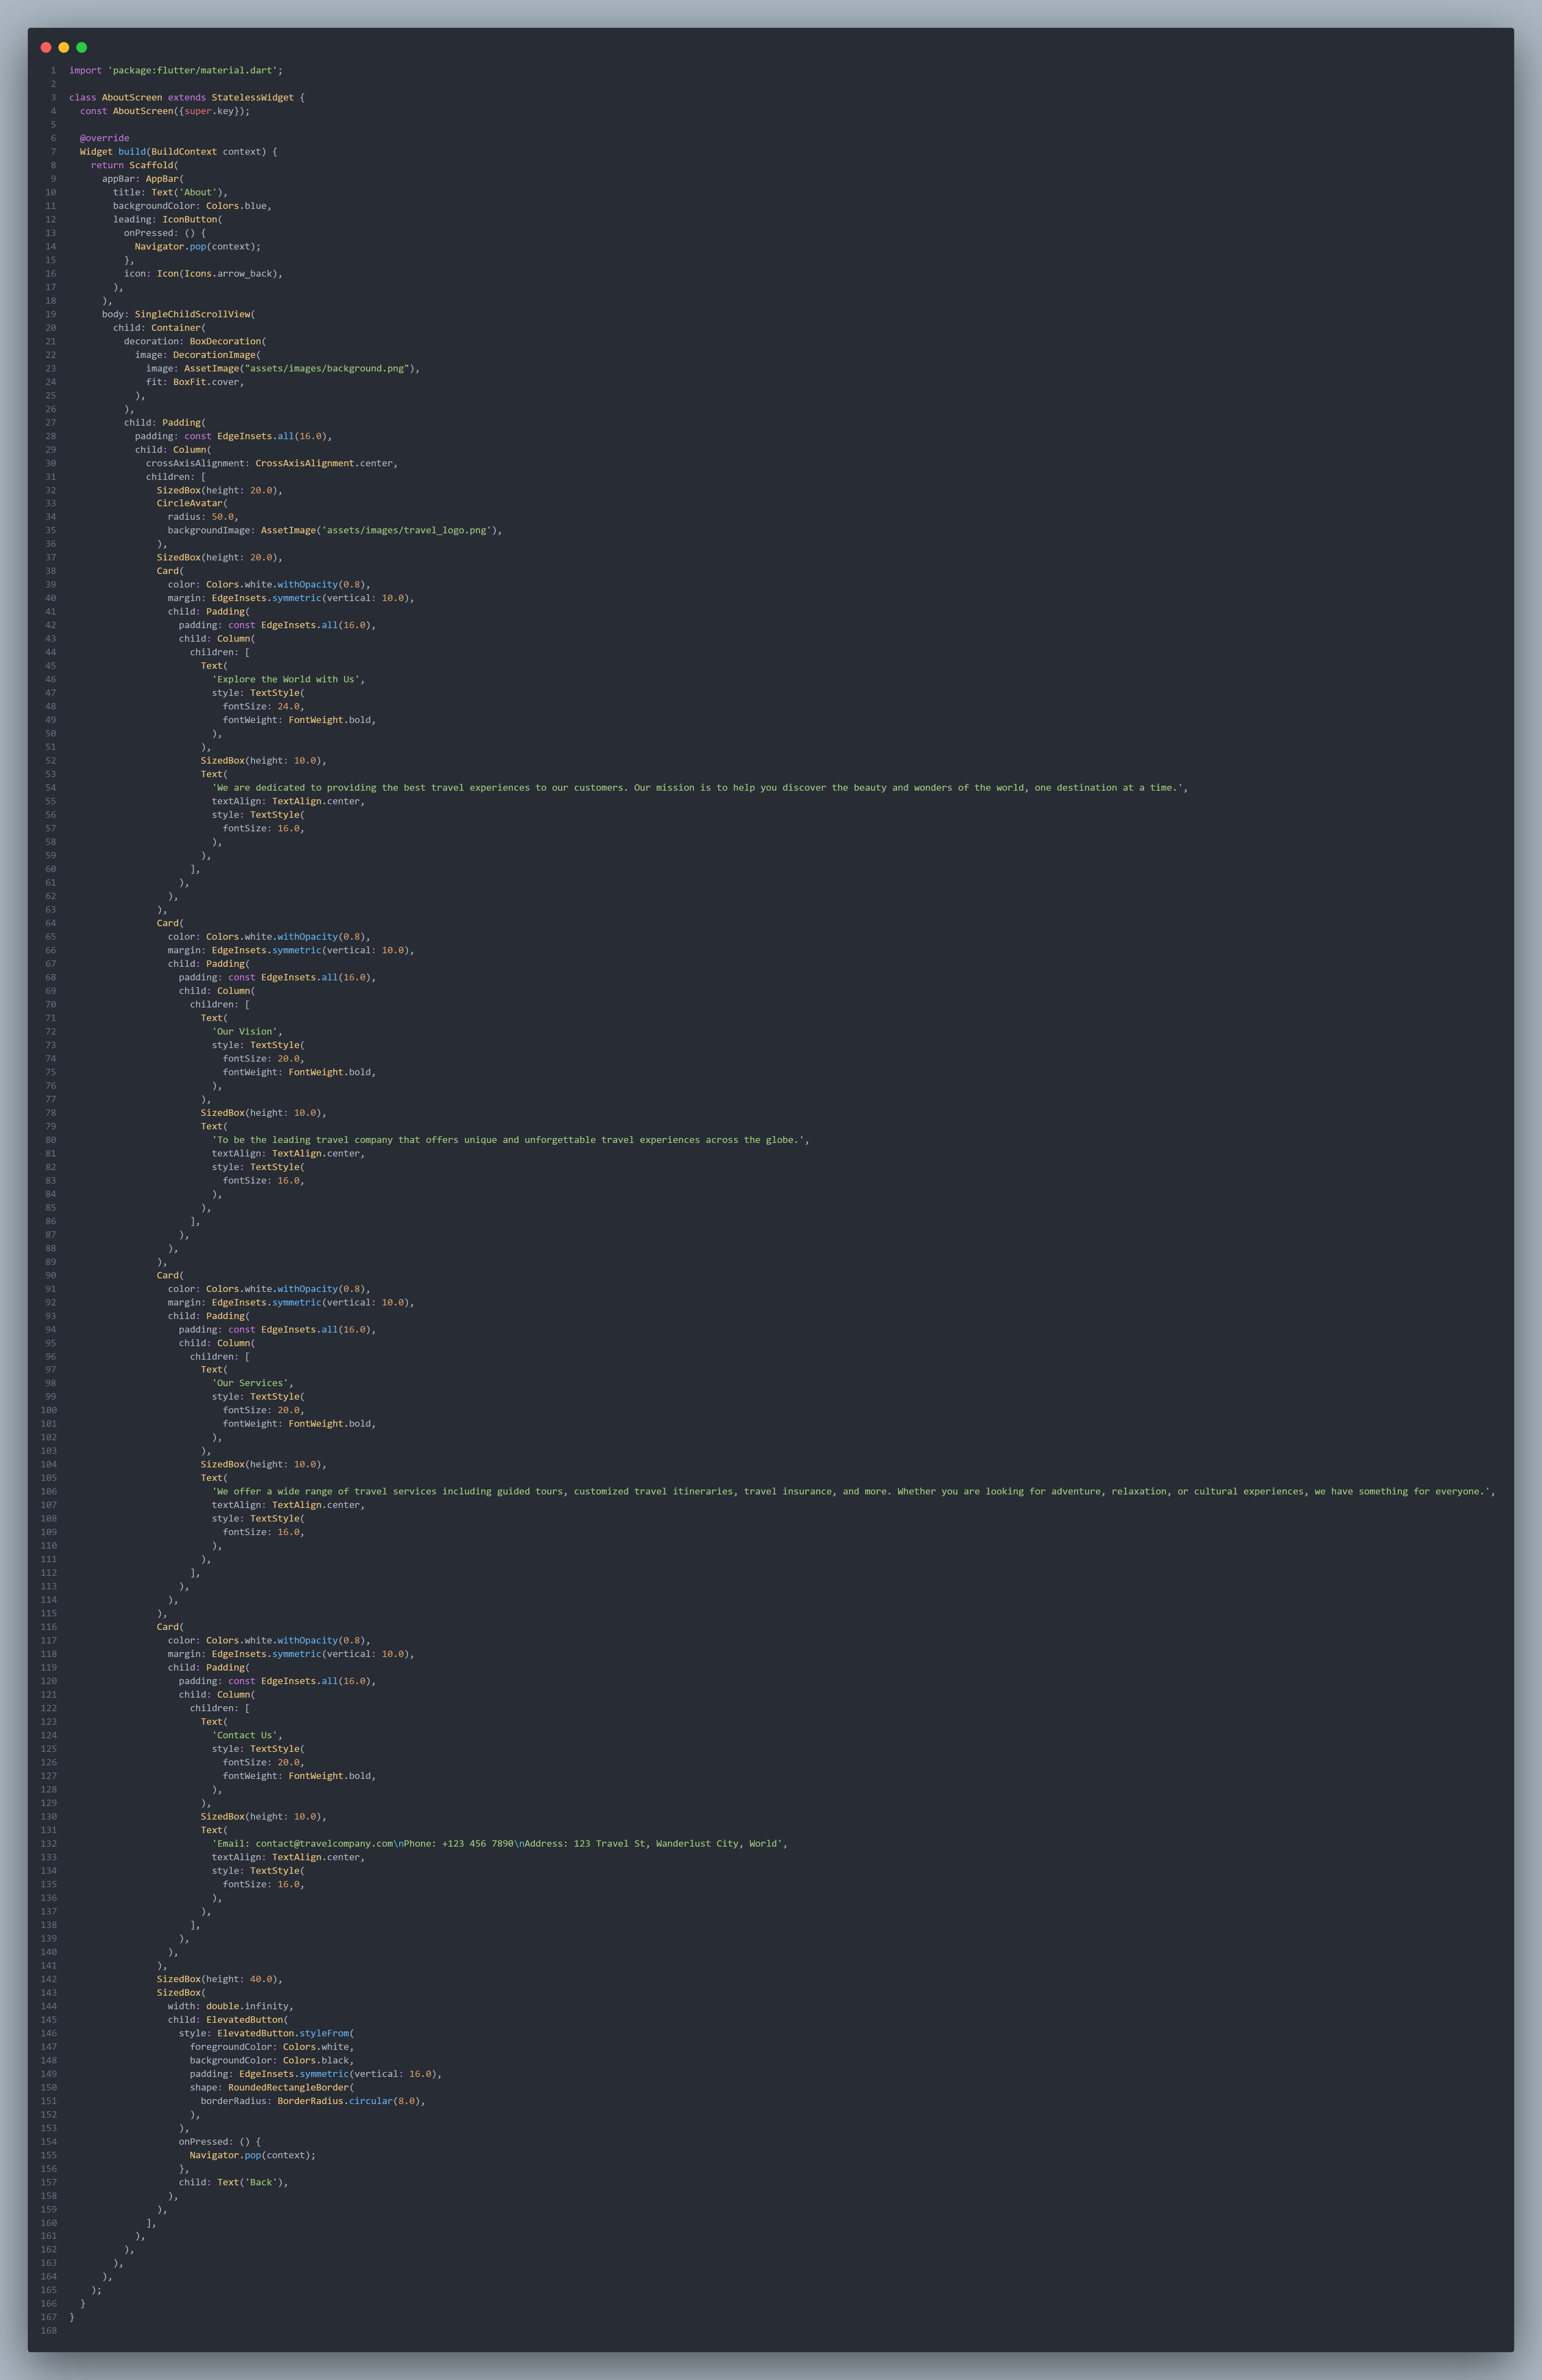 1 import 'package:flutter/material.dart';
2
3 class AboutScreen extends StatelessWidget {
4   const AboutScreen({super.key});
5
6   @override
7   Widget build(BuildContext context) {
8     return Scaffold(
9       appBar: AppBar(
10         title: Text('About'),
11         backgroundColor: Colors.blue,
12         leading: IconButton(
13           onPressed: () {
14             Navigator.pop(context);
15           },
16           icon: Icon(Icons.arrow_back),
17         ),
18       ),
19       body: SingleChildScrollView(
20         child: Container(
21           decoration: BoxDecoration(
22             image: DecorationImage(
23               image: AssetImage("assets/images/background.png"),
24               fit: BoxFit.cover,
25             ),
26           ),
27           child: Padding(
28             padding: const EdgeInsets.all(16.0),
29             child: Column(
30               crossAxisAlignment: CrossAxisAlignment.center,
31               children: [
32                 SizedBox(height: 20.0),
33                 CircleAvatar(
34                   radius: 50.0,
35                   backgroundImage: AssetImage('assets/images/travel_logo.png'),
36                 ),
37                 SizedBox(height: 20.0),
38                 Card(
39                   color: Colors.white.withOpacity(0.8),
40                   margin: EdgeInsets.symmetric(vertical: 10.0),
41                   child: Padding(
42                     padding: const EdgeInsets.all(16.0),
43                     child: Column(
44                       children: [
45                         Text(
46                           'Explore the World with Us',
47                           style: TextStyle(
48                             fontSize: 24.0,
49                             fontWeight: FontWeight.bold,
50                           ),
51                         ),
52                         SizedBox(height: 10.0),
53                         Text(
54                           'We are dedicated to providing the best travel experiences to our customers. Our mission is to help you discover the beauty and wonders of the world, one destination at a time.',
55                           textAlign: TextAlign.center,
56                           style: TextStyle(
57                             fontSize: 16.0,
58                           ),
59                         ),
60                       ],
61                     ),
62                   ),
63                 ),
64                 Card(
65                   color: Colors.white.withOpacity(0.8),
66                   margin: EdgeInsets.symmetric(vertical: 10.0),
67                   child: Padding(
68                     padding: const EdgeInsets.all(16.0),
69                     child: Column(
70                       children: [
71                         Text(
72                           'Our Vision',
73                           style: TextStyle(
74                             fontSize: 20.0,
75                             fontWeight: FontWeight.bold,
76                           ),
77                         ),
78                         SizedBox(height: 10.0),
79                         Text(
80                           'To be the leading travel company that offers unique and unforgettable travel experiences across the globe.',
81                           textAlign: TextAlign.center,
82                           style: TextStyle(
83                             fontSize: 16.0,
84                           ),
85                         ),
86                       ],
87                     ),
88                   ),
89                 ),
90                 Card(
91                   color: Colors.white.withOpacity(0.8),
92                   margin: EdgeInsets.symmetric(vertical: 10.0),
93                   child: Padding(
94                     padding: const EdgeInsets.all(16.0),
95                     child: Column(
96                       children: [
97                         Text(
98                           'Our Services',
99                           style: TextStyle(
100                             fontSize: 20.0,
101                             fontWeight: FontWeight.bold,
102                           ),
103                         ),
104                         SizedBox(height: 10.0),
105                         Text(
106                           'We offer a wide range of travel services including guided tours, customized travel itineraries, travel insurance, and more. Whether you are looking for adventure, relaxation, or cultural experiences, we have something for everyone.',
107                           textAlign: TextAlign.center,
108                           style: TextStyle(
109                             fontSize: 16.0,
110                           ),
111                         ),
112                       ],
113                     ),
114                   ),
115                 ),
116                 Card(
117                   color: Colors.white.withOpacity(0.8),
118                   margin: EdgeInsets.symmetric(vertical: 10.0),
119                   child: Padding(
120                     padding: const EdgeInsets.all(16.0),
121                     child: Column(
122                       children: [
123                         Text(
124                           'Contact Us',
125                           style: TextStyle(
126                             fontSize: 20.0,
127                             fontWeight: FontWeight.bold,
128                           ),
129                         ),
130                         SizedBox(height: 10.0),
131                         Text(
132                           'Email: contact@travelcompany.com\nPhone: +123 456 7890\nAddress: 123 Travel St, Wanderlust City, World',
133                           textAlign: TextAlign.center,
134                           style: TextStyle(
135                             fontSize: 16.0,
136                           ),
137                         ),
138                       ],
139                     ),
140                   ),
141                 ),
142                 SizedBox(height: 40.0),
143                 SizedBox(
144                   width: double.infinity,
145                   child: ElevatedButton(
146                     style: ElevatedButton.styleFrom(
147                       foregroundColor: Colors.white,
148                       backgroundColor: Colors.black,
149                       padding: EdgeInsets.symmetric(vertical: 16.0),
150                       shape: RoundedRectangleBorder(
151                         borderRadius: BorderRadius.circular(8.0),
152                       ),
153                     ),
154                     onPressed: () {
155                       Navigator.pop(context);
156                     },
157                     child: Text('Back'),
158                   ),
159                 ),
160               ],
161             ),
162           ),
163         ),
164       ),
165     );
166   }
167 }
168